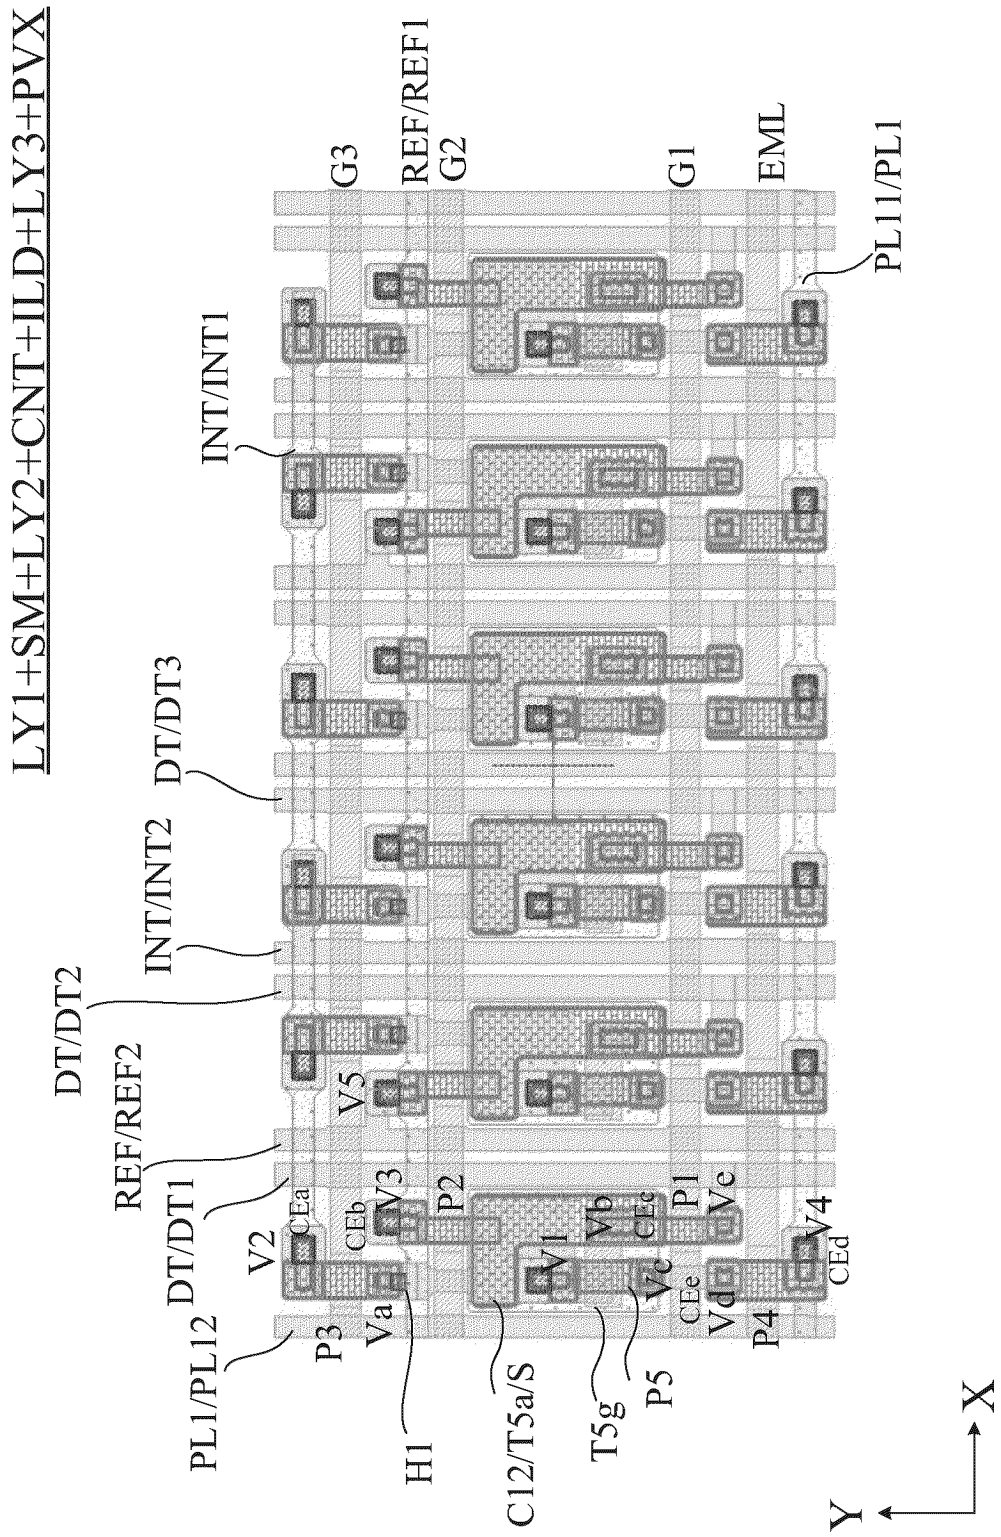 LY1+SM+LY2+CNT+ILD+LY3+PVX
PL1/PL12
DT/DT1
REF/REF2
DT/DT2
INT/INT2
DT/DT3
INT/INT1
G3
REF/REF1
G2
G1
EML
PL11/PL1
V2
CEa
P3
Va
CEb
V3
V5
P2
H1
C12/T5a/S
T5g
P5
V1
Vb
CEc
Vc
P1
CEe
Vd
Ve
P4
V4
CEd
Y
X